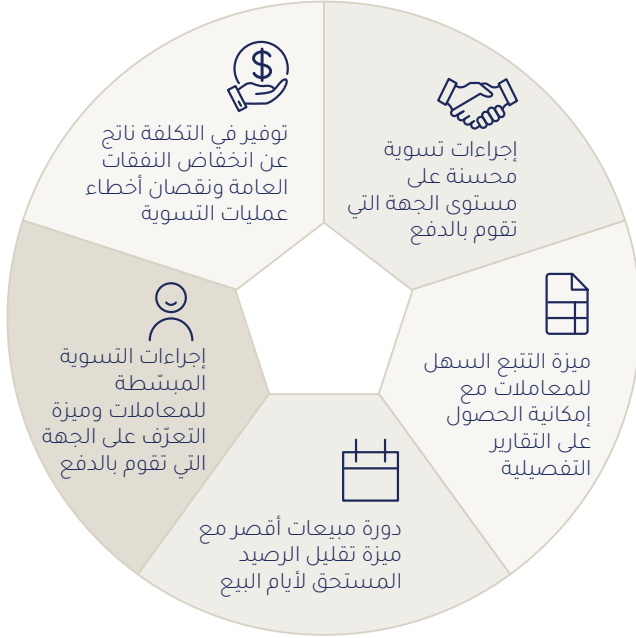 إجراءات تسوية
محسنة على
مستوى الجهة التي
تقوم بالدفع
توفير في التكلفة ناتج
عن انخفاض النفقات
العامة ونقصان أخطاء
عمليات التسوية
ميزة التتبع السهل
للمعاملات مع
إمكانية الحصول
على التقارير
التفصيلية
إجراءات التسوية
المبسّطة
للمعاملات وميزة
التعرّف على الجهة
التي تقوم بالدفع
دورة مبيعات أقصر مع
ميزة تقليل الرصيد
المستحق لأيام البيع